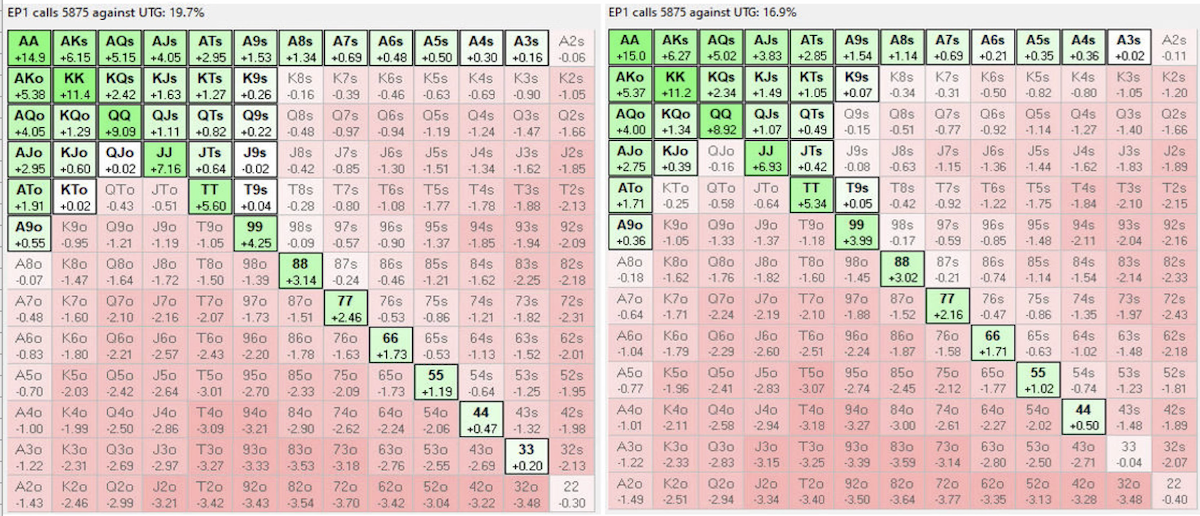 EP1 calls 5875 against UTG: 19.7%
AA AKs AQs AJs ATs A9s A8s A7s A6s A5s A4s A3s A2s
+14.9 +6.15 +5.15 +4.05 +2.95 +1.53 +1.34 +0.69 +0.48 +0.50 +0.30 +0.16 -0.06
AKo KK KQs KJs KTs K9s K8s K7s K6s K5s K4s K3s K2s
+5.38 +11.4 +2.42 +1.63 +1.27 +0.26 -0.16 -0.39 -0.46 -0.63 -0.69 -0.90 -1.05
AQo KQo QQ QJs QTs Q9s Q8s Q7s Q6s Q5s Q4s Q3s Q2s
+4.05 +1.29 +9.09 +1.11 +0.82 +0.22 -0.48 -0.97 -0.94 -1.19 -1.24 -1.47 -1.66
AJo KJo QJo JJ JTs J9s J8s J7s J6s J5s J4s J3s J2s
+2.95 +0.60 +0.02 +7.16 +0.64 -0.02 -0.42 -0.85 -1.30 -1.51 -1.34 -1.62 -1.85
ATo KTo QTo JTo TT T9s T8s T7s T6s T5s T4s T3s T2s
+1.91 +0.02 -0.43 -0.51 +5.60 +0.04 -0.28 -0.80 -1.08 -1.77 -1.78 -1.88 -2.13
A9o K9o Q9o J9o T9o 99 98s 97s 96s 95s 94s 93s 92s
+0.55 -0.95 -1.21 -1.19 -1.05 +4.25 -0.09 -0.57 -0.90 -1.37 -1.85 -1.94 -2.09
A8o K8o Q8o J8o T8o 98o 88 87s 86s 85s 84s 83s 82s
-0.07 -1.47 -1.64 -1.72 -1.50 -1.39 +3.14 -0.24 -0.46 -1.21 -1.62 -2.25 -2.18
A7o K7o Q7o J7o T7o 97o 87o 77 76s 75s 74s 73s 72s
-0.48 -1.60 -2.10 -2.16 -2.07 -1.73 -1.51 +2.46 -0.53 -0.86 -1.21 -1.82 -2.31
A6o K6o Q6o J6o T6o 96o 86o 76o 66 65s 64s 63s 62s
-0.83 -1.80 -2.21 -2.57 -2.43 -2.20 -1.78 -1.63 +1.73 -0.53 -1.13 -1.52 -2.01
A5o K5o Q5o J5o T5o 95o 85o 75o 65o 55 54s 53s 52s
-0.70 -2.03 -2.42 -2.64 -3.01 -2.70 -2.33 -2.09 -1.73 +1.19 -0.64 -1.25 -1.95
A4o K4o Q4o J4o T4o 94o 84o 74o 64o 54o 44 43s 42s
-1.00 -1.99 -2.50 -2.86 -3.09 -3.21 -2.90 -2.62 -2.24 -2.06 +0.47 -1.32 -1.98
A3o K3o Q3o J3o T3o 93o 83o 73o 63o 53o 43o 33 32s
-1.22 -2.31 -2.69 -2.97 -3.27 -3.33 -3.53 -3.18 -2.76 -2.55 -2.69 +0.20 -2.13
A2o K2o Q2o J2o T2o 92o 82o 72o 62o 52o 42o 32o 22
-1.43 -2.46 -2.99 -3.21 -3.42 -3.43 -3.54 -3.70 -3.42 -3.04 -3.22 -3.48 -0.30
EP1 calls 5875 against UTG: 16.9%
AA AKs AQs AJs ATs A9s A8s A7s A6s A5s A4s A3s A2s
+15.0 +6.27 +5.02 +3.83 +2.85 +1.54 +1.14 +0.69 +0.21 +0.35 +0.36 +0.02 -0.11
AKo KK KQs KJs KTs K9s K8s K7s K6s K5s K4s K3s K2s
+5.37 +11.2 +2.34 +1.49 +1.05 +0.07 -0.34 -0.31 -0.50 -0.82 -0.80 -1.05 -1.20
AQo KQo QQ QJs QTs Q9s Q8s Q7s Q6s Q5s Q4s Q3s Q2s
+4.00 +1.34 +8.92 +1.07 +0.49 -0.15 -0.51 -0.77 -0.92 -1.14 -1.27 -1.40 -1.66
AJo KJo QJo JJ JTs J9s J8s J7s J6s J5s J4s J3s J2s
+2.75 +0.39 -0.16 +6.93 +0.42 -0.08 -0.63 -1.15 -1.36 -1.44 -1.62 -1.83 -1.89
ATo KTo QTo JTo TT T9s T8s T7s T6s T5s T4s T3s T2s
+1.71 -0.25 -0.58 -0.64 +5.34 +0.05 -0.42 -0.92 -1.22 -1.75 -1.84 -2.10 -2.15
A9o K9o Q9o J9o T9o 99 98s 97s 96s 95s 94s 93s 92s
+0.36 -1.05 -1.33 -1.37 -1.18 +3.99 -0.17 -0.59 -0.85 -1.48 -2.11 -2.04 -2.16
A8o K8o Q8o J8o T8o 98o 88 87s 86s 85s 84s 83s 82s
-0.18 -1.62 -1.76 -1.82 -1.60 -1.45 +3.02 -0.21 -0.74 -1.14 -1.54 -2.14 -2.33
A7o K7o Q7o J7o T7o 97o 87o 77 76s 75s 74s 73s 72s
-0.64 -1.71 -2.24 -2.19 -2.10 -1.88 -1.52 +2.16 -0.47 -0.86 -1.35 -1.97 -2.43
A6o K6o Q6o J6o T6o 96o 86o 76o 66 65s 64s 63s 62s
-1.04 -1.79 -2.29 -2.60 -2.51 -2.24 -1.87 -1.58 +1.71 -0.63 -1.02 -1.48 -2.18
A5o K5o Q5o J5o T5o 95o 85o 75o 65o 55 54s 53s 52s
-0.77 -1.96 -2.41 -2.83 -3.07 -2.74 -2.45 -2.12 -1.77 +1.02 -0.74 -1.23 -1.81
A4o K4o Q4o J4o T4o 94o 84o 74o 64o 54o 44 43s 42s
-1.01 -2.11 -2.58 -2.94 -3.18 -3.27 -3.00 -2.61 -2.27 -2.02 +0.50 -1.48 -1.89
A3o K3o Q3o J3o T3o 93o 83o 73o 63o 53o 43o 33 32s
-1.22 -2.33 -2.83 -3.15 -3.25 -3.39 -3.59 -3.14 -2.80 -2.50 -2.71 -0.04 -2.07
A2o K2o Q2o J2o T2o 92o 82o 72o 62o 52o 42o 32o 22
-1.49 -2.51 -2.94 -3.34 -3.40 -3.50 -3.64 -3.77 -3.35 -3.13 -3.28 -3.48 -0.40